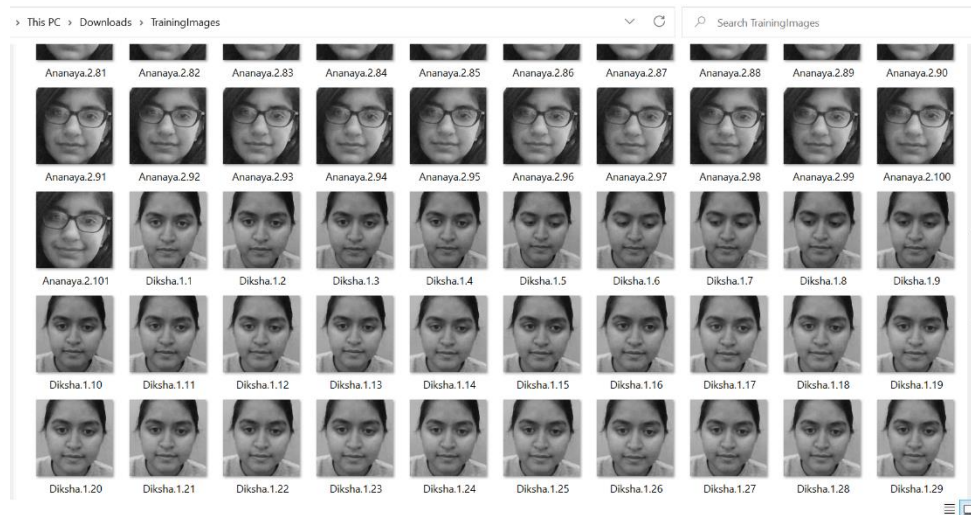 This PC > Downloads > TrainingImages
Search TrainingImages
Ananaya.2.81 Ananaya.2.82 Ananaya.2.83 Ananaya.2.84 Ananaya.2.85 Ananaya.2.86 Ananaya.2.87 Ananaya.2.88 Ananaya.2.89 Ananaya.2.90
Ananaya.2.91 Ananaya.2.92 Ananaya.2.93 Ananaya.2.94 Ananaya.2.95 Ananaya.2.96 Ananaya.2.97 Ananaya.2.98 Ananaya.2.99 Ananaya.2.100
Ananaya.2.101 Diksha.1.1 Diksha.1.2 Diksha.1.3 Diksha.1.4 Diksha.1.5 Diksha.1.6 Diksha.1.7 Diksha.1.8 Diksha.1.9
Diksha.1.10 Diksha.1.11 Diksha.1.12 Diksha.1.13 Diksha.1.14 Diksha.1.15 Diksha.1.16 Diksha.1.17 Diksha.1.18 Diksha.1.19
Diksha.1.20 Diksha.1.21 Diksha.1.22 Diksha.1.23 Diksha.1.24 Diksha.1.25 Diksha.1.26 Diksha.1.27 Diksha.1.28 Diksha.1.29